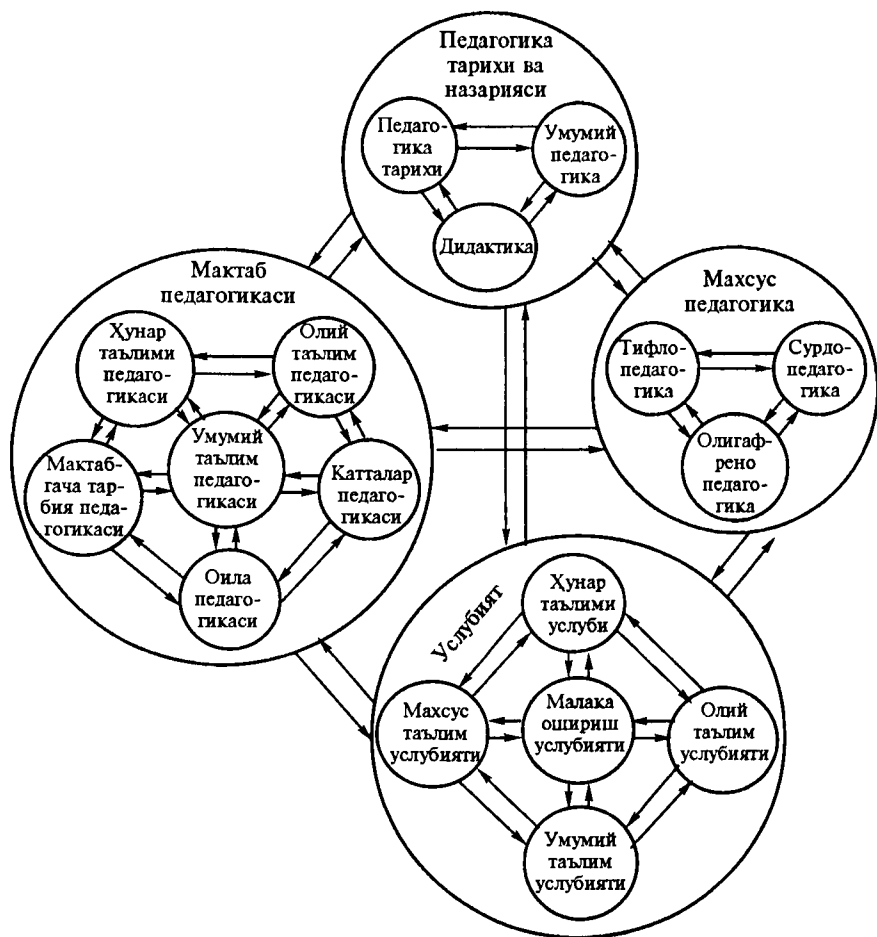 Педагогика
тарихи ва
назарияси
Педаго-
гика
тарихи
Умумий
педаго-
гика
Дидактика
Мактаб
педагогикаси
Ҳунар
таълими
педаго-
гикаси
Олий
таълим
педаго-
гикаси
Умумий
таълим
педаго-
гикаси
Мактаб-
гача тар-
бия педа-
гогикаси
Катталар
педаго-
гикаси
Оила
педаго-
гикаси
Махсус
педагогика
Тифло-
педаго-
гика
Сурдо-
педаго-
гика
Олигаф-
рено
педаго-
гика
Услубият
Ҳунар
таълими
услуби
Махсус
таълим
услубияти
Малака
ошириш
услубияти
Олий
таълим
услубияти
Умумий
таълим
услубияти